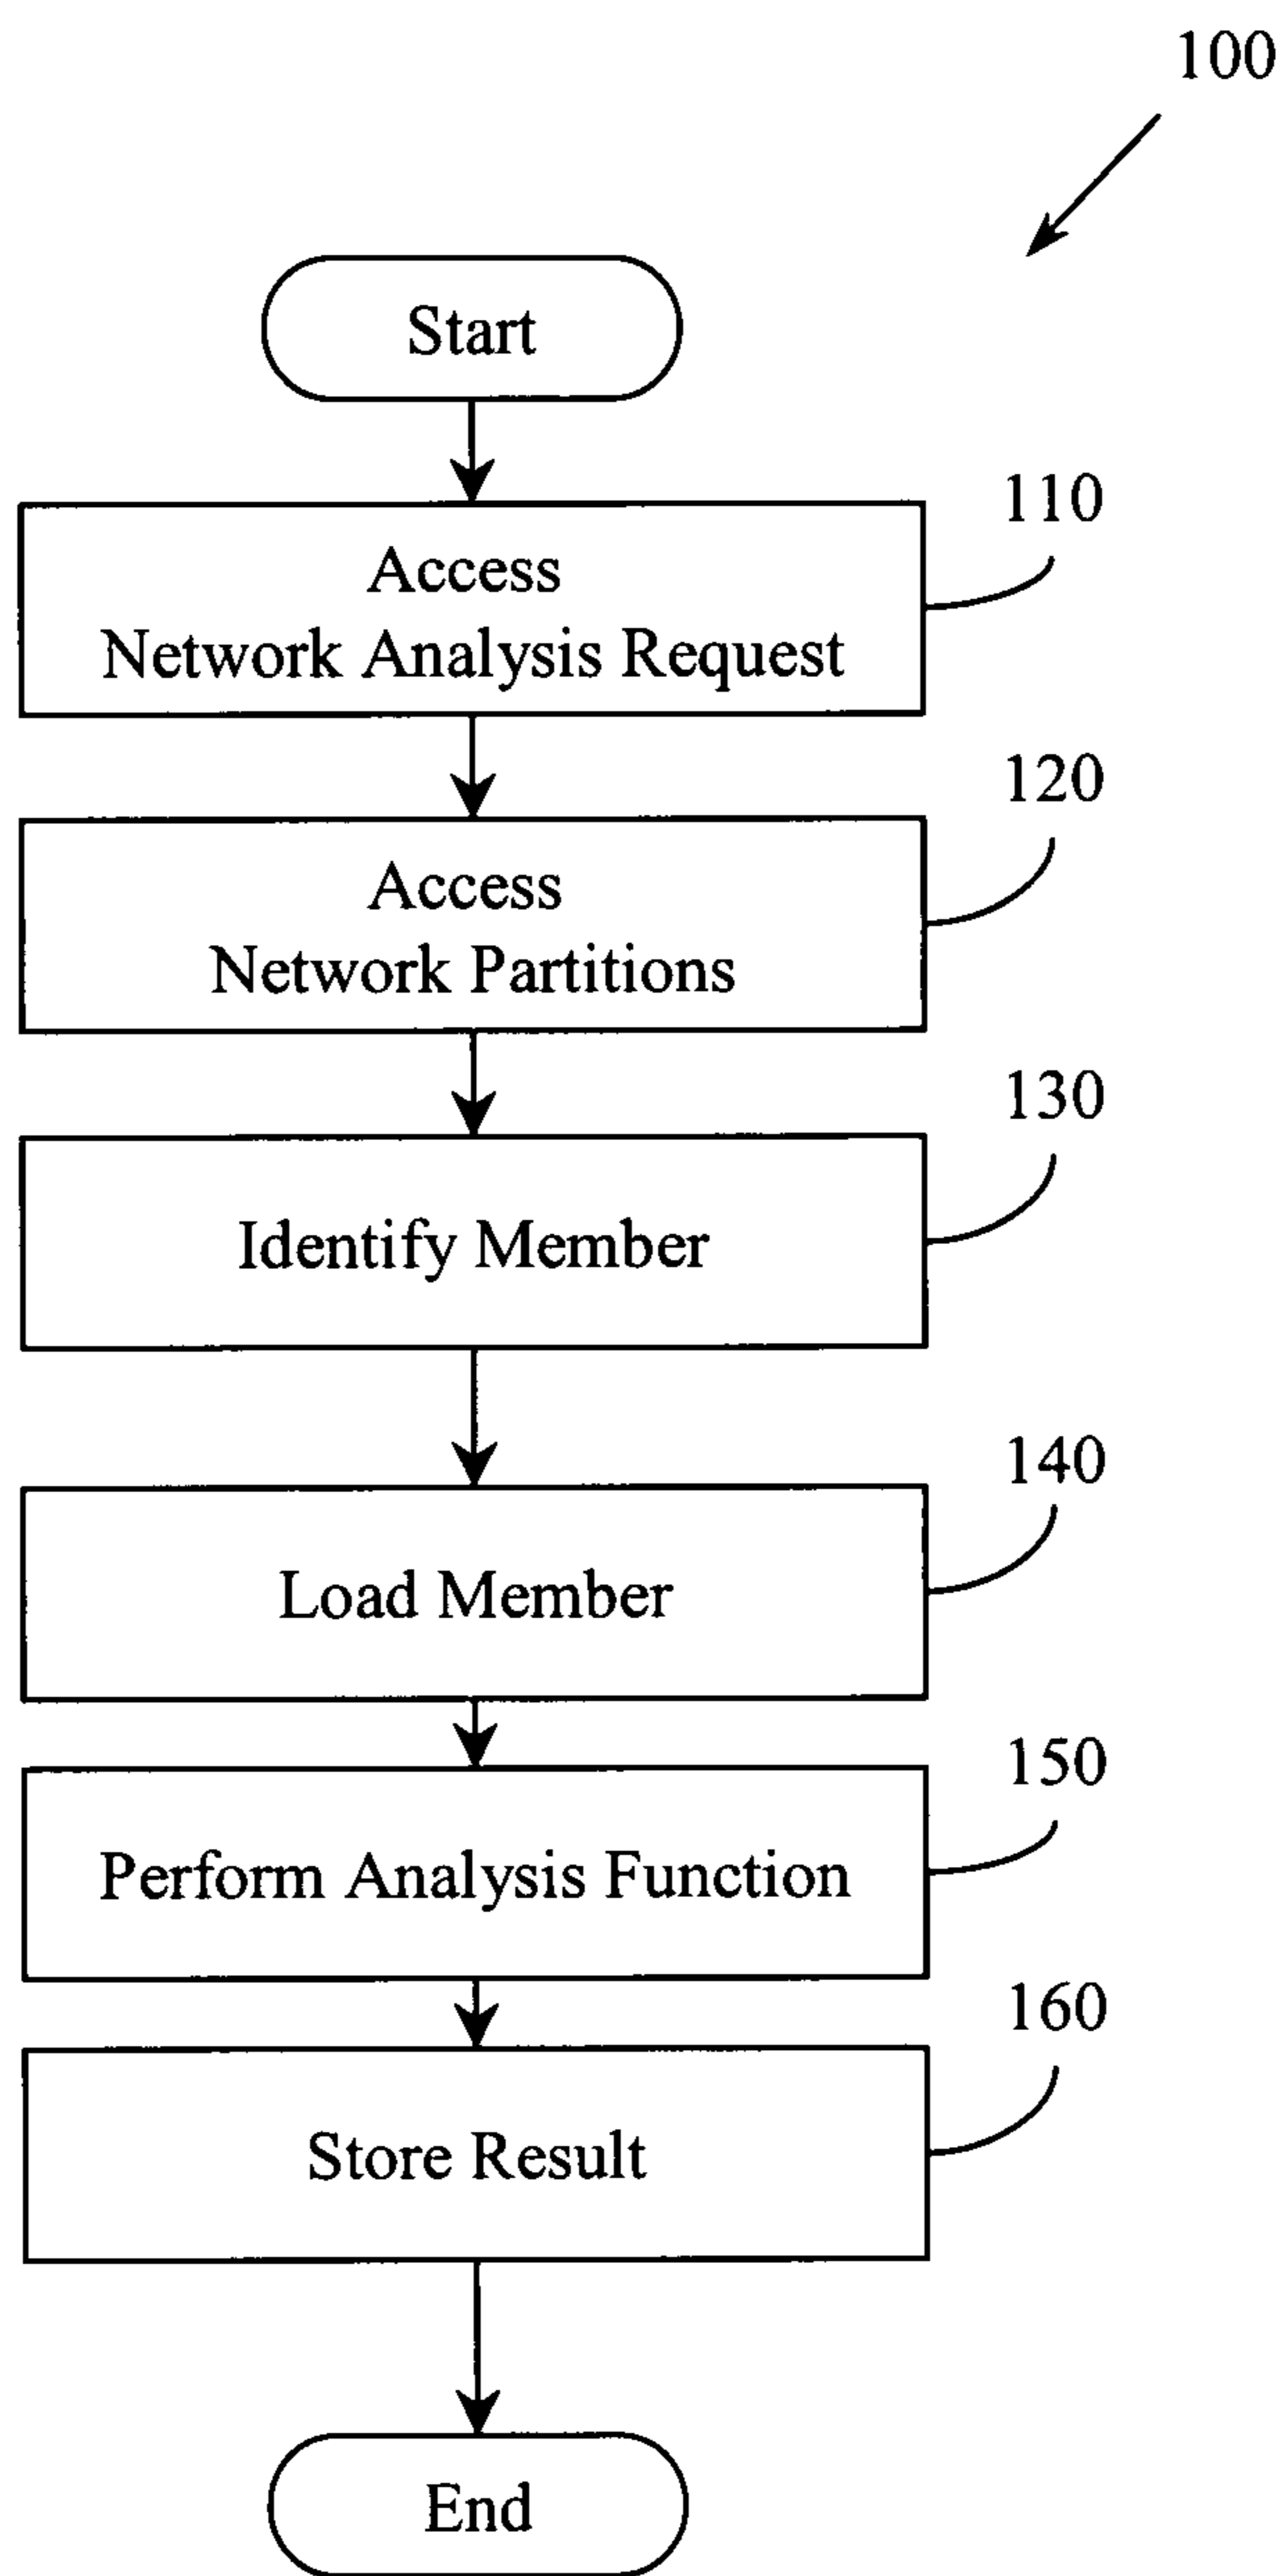 100
Start
110
Access
Network Analysis Request
120
Access
Network Partitions
130
Identify Member
140
Load Member
150
Perform Analysis Function
160
Store Result
End